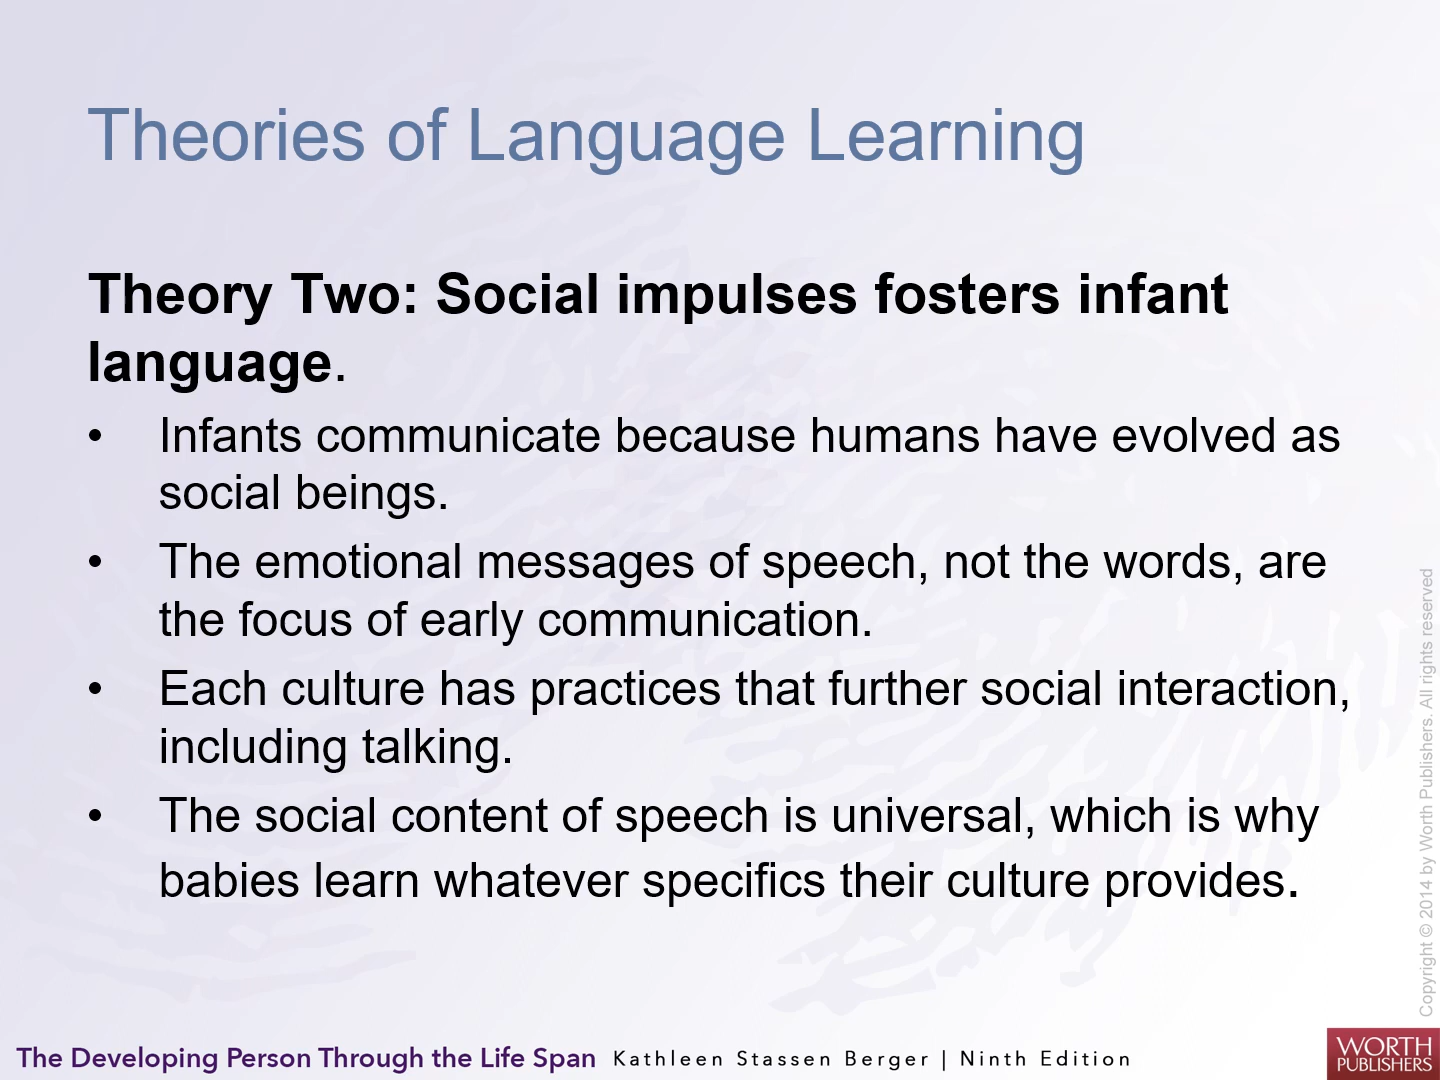 Theories of Language Learning
Theory Two: Social impulses fosters infant
language.
• Infants communicate because humans have evolved as
social beings.
• The emotional messages of speech, not the words, are
the focus of early communication.
• Each culture has practices that further social interaction,
including talking.
• The social content of speech is universal, which is why
babies learn whatever specifics their culture provides.
Copyright © 2014 by Worth Publishers. All rights reserved
The Developing Person Through the Life Span Kathleen Stassen Berger | Ninth Edition
WORTH
PUBLISHERS